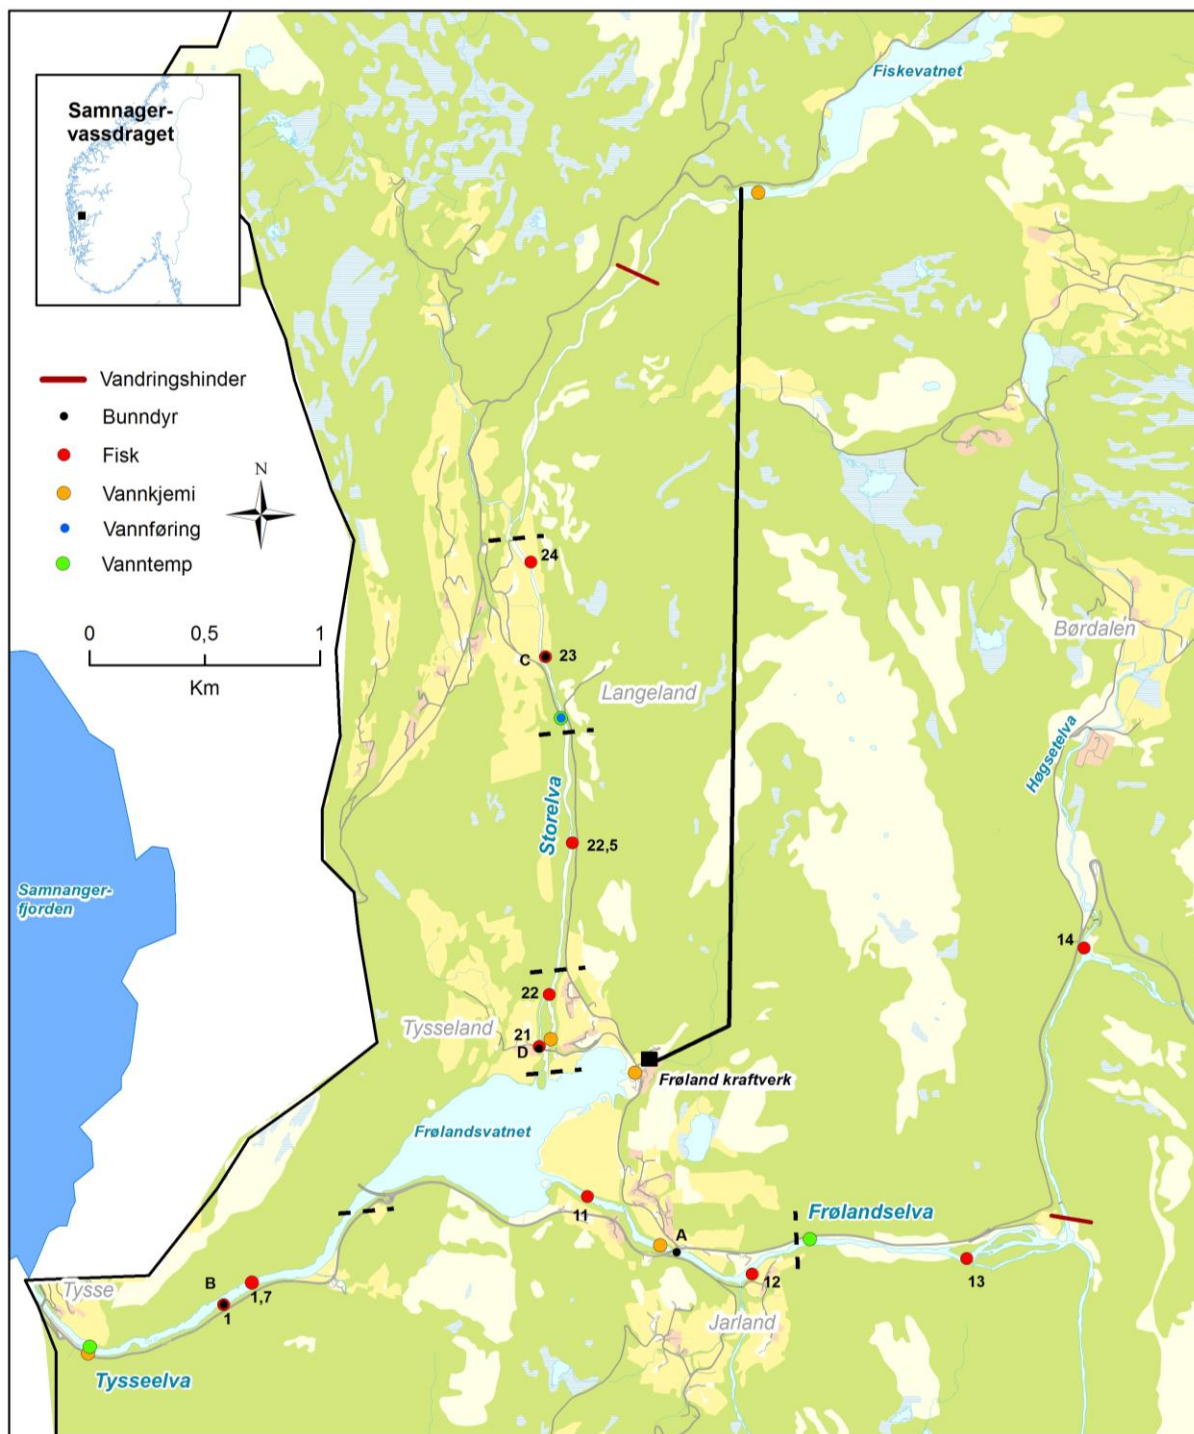 Samnager-
vassdraget
Fiskevatnet
Vandringshinder
Bunndyr
Fisk
Vannkjemi
Vannføring
Vanntemp
N
0
0,5
1
Km
24
C
23
Langeland
Børdalen
Høgsetelva
Storelva
22,5
Samnanger-
fjorden
14
22
Tysseland
21
D
Frøland kraftverk
Frølandsvatnet
11
A
Frølandselva
12
13
Jarland
B
1,7
1
Tysse
Tysseelva